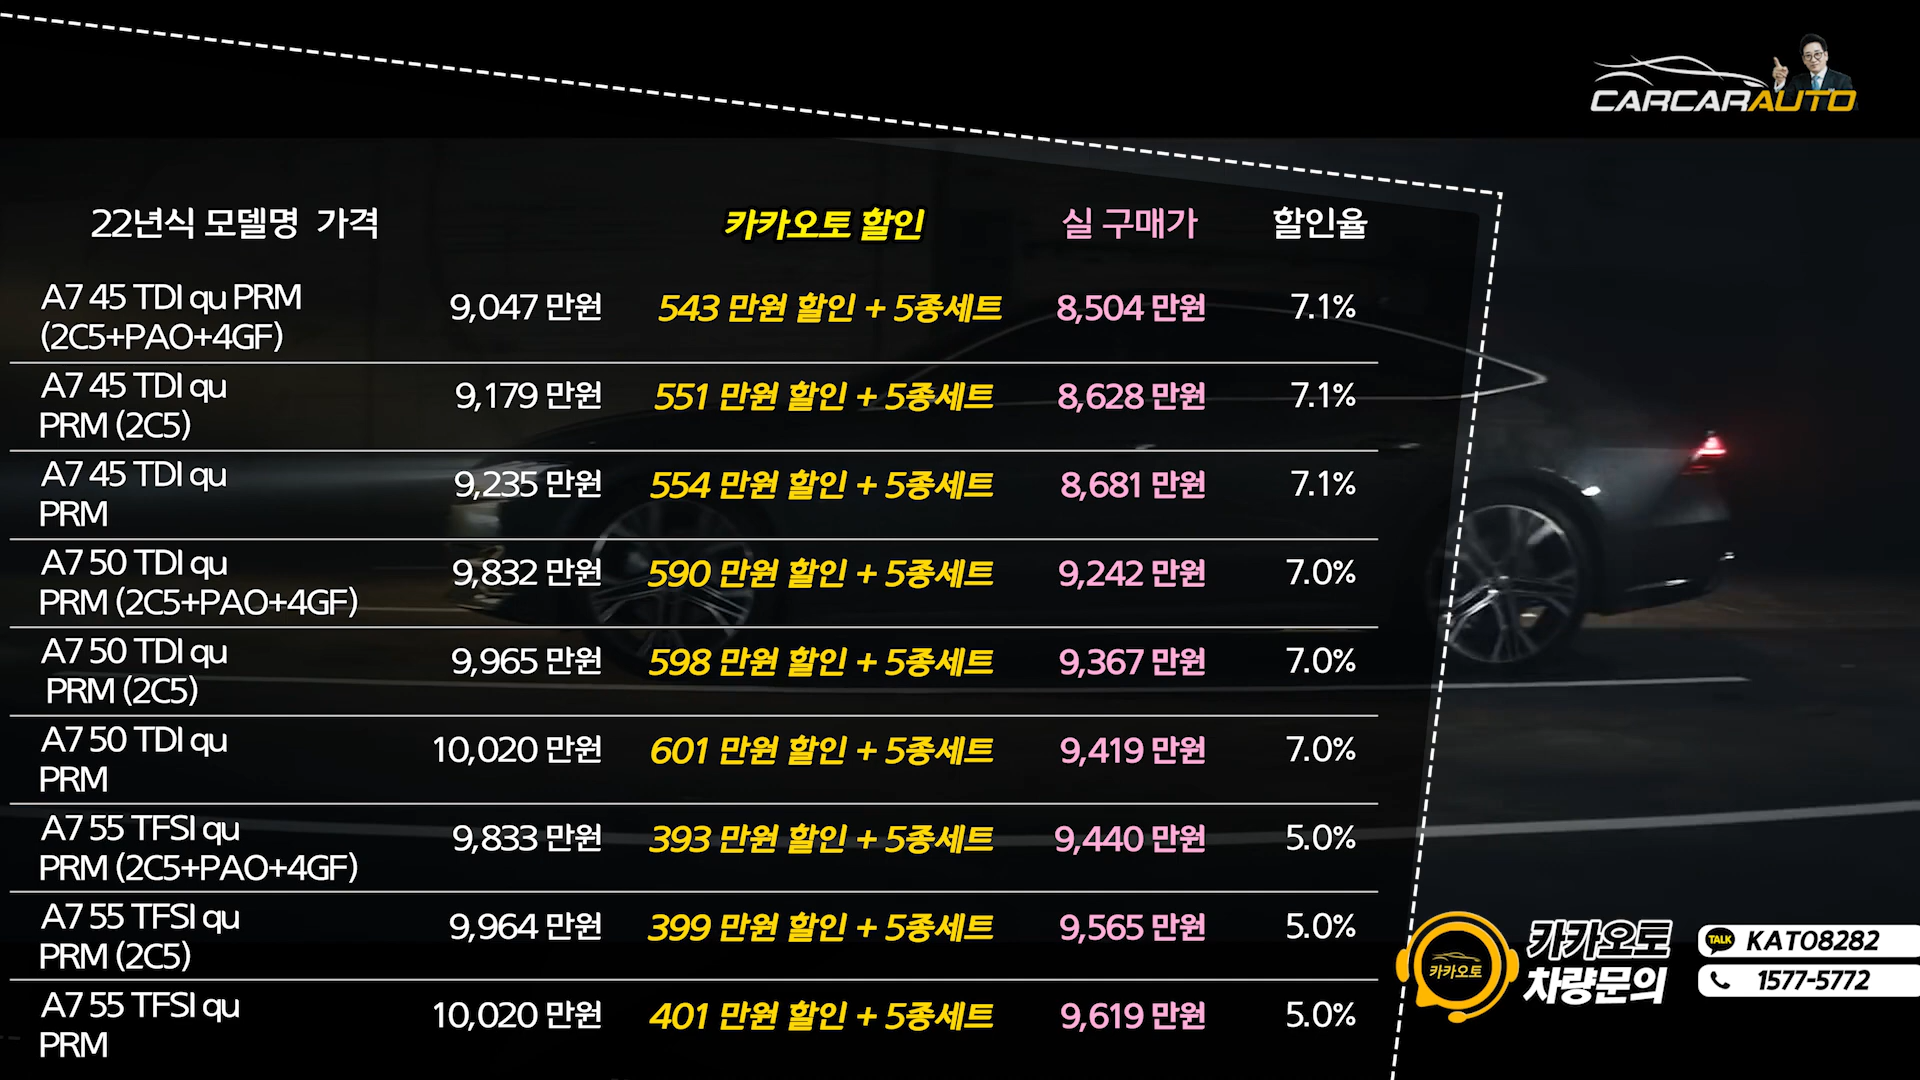 CARCARAUTO
22년식 모델명 가격 카카오토 할인 실 구매가 할인율
A7 45 TDI qu PRM
(2C5+PAO+4GF)
9,047 만원 543 만원 할인 + 5종세트 8,504 만원 7.1%
A7 45 TDI qu
PRM (2C5)
9,179 만원 551 만원 할인 + 5종세트 8,628 만원 7.1%
A7 45 TDI qu
PRM
9,235 만원 554 만원 할인 + 5종세트 8,681 만원 7.1%
A7 50 TDI qu
PRM (2C5+PAO+4GF)
9,832 만원 590 만원 할인 + 5종세트 9,242 만원 7.0%
A7 50 TDI qu
PRM (2C5)
9,965 만원 598 만원 할인 + 5종세트 9,367 만원 7.0%
A7 50 TDI qu
PRM
10,020 만원 601 만원 할인 + 5종세트 9,419 만원 7.0%
A7 55 TFSI qu
PRM (2C5+PAO+4GF)
9,833 만원 393 만원 할인 + 5종세트 9,440 만원 5.0%
A7 55 TFSI qu
PRM (2C5)
9,964 만원 399 만원 할인 + 5종세트 9,565 만원 5.0%
A7 55 TFSI qu
PRM
10,020 만원 401 만원 할인 + 5종세트 9,619 만원 5.0%
카카오토
카카오토
차량문의
TALK KATO8282
1577-5772